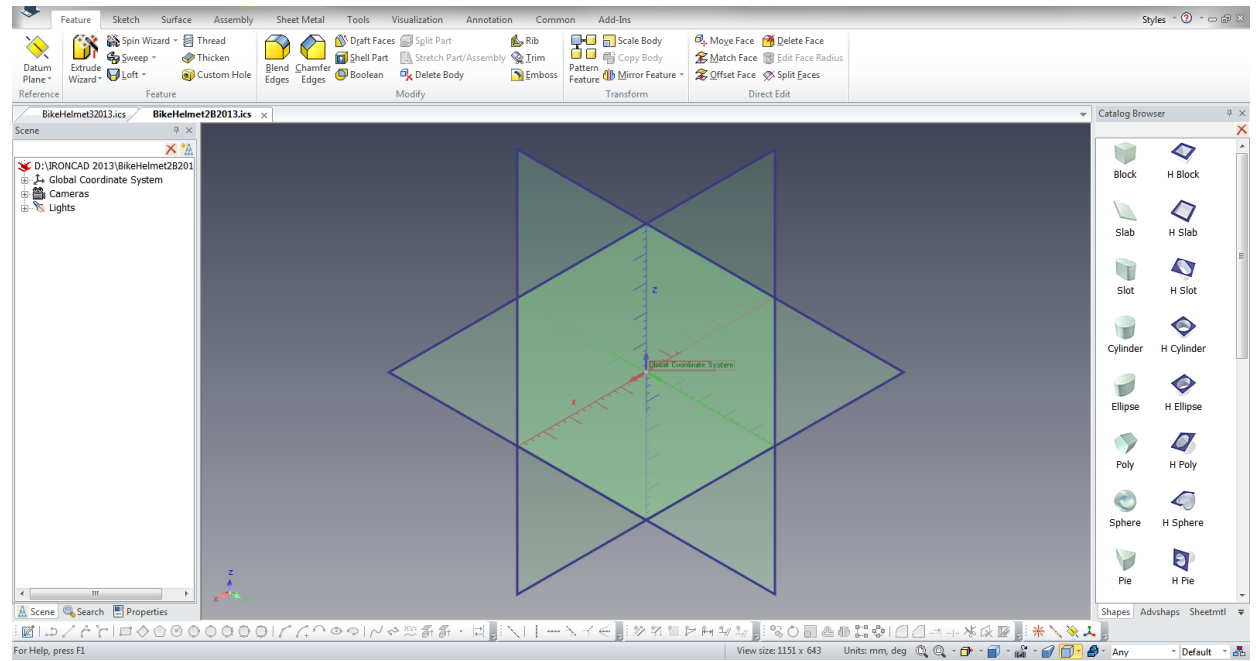 Feature Sketch Surface Assembly Sheet Metal Tools Visualization Annotation Common Add-Ins Styles
Datum Plane
Extrude Wizard
Spin Wizard
Sweep
Loft
Thread
Thicken
Custom Hole
Blend Edges
Chamfer Edges
Draft Faces
Shell Part
Boolean
Split Part
Stretch Part/Assembly
Delete Body
Rib
Trim
Emboss
Pattern Feature
Scale Body
Copy Body
Mirror Feature
Move Face
Match Face
Offset Face
Delete Face
Edit Face Radius
Split Faces
Reference Feature Modify Transform Direct Edit
BikeHelmet32013.ics BikeHelmet2B2013.ics
Scene
D:\IRONCAD 2013\BikeHelmet2B201
Global Coordinate System
Cameras
Lights
Z
Global Coordinate System
X
Z
X
Catalog Browser
Block H Block
Slab H Slab
Slot H Slot
Cylinder H Cylinder
Ellipse H Ellipse
Poly H Poly
Sphere H Sphere
Pie H Pie
Scene Search Properties
Shapes Advshaps Sheetmtl
For Help, press F1
View size: 1151 x 643 Units: mm, deg
Any Default